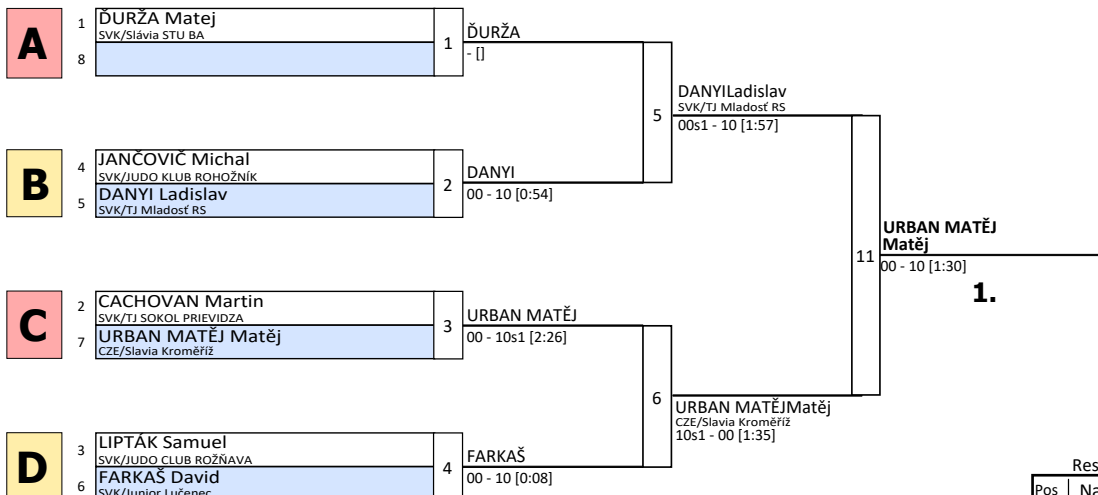 A
1 ĎURŽA Matej
SVK/Slávia STU BA
8
1
ĎURŽA
- []
B
4 JANČOVIČ Michal
SVK/JUDO KLUB ROHOŽNÍK
5 DANYI Ladislav
SVK/TJ Mladosť RS
2
DANYI
00 - 10 [0:54]
5
DANYILadislav
SVK/TJ Mladosť RS
00s1 - 10 [1:57]
C
2 CACHOVAN Martin
SVK/TJ SOKOL PRIEVIDZA
7 URBAN MATĚJ Matěj
CZE/Slavia Kroměříž
3
URBAN MATĚJ
00 - 10s1 [2:26]
D
3 LIPTÁK Samuel
SVK/JUDO CLUB ROŽŇAVA
6 FARKAŠ David
SVK/Junior Lučenec
4
FARKAŠ
00 - 10 [0:08]
6
URBAN MATĚJMatěj
CZE/Slavia Kroměříž
10s1 - 00 [1:35]
11
URBAN MATĚJ
Matěj
00 - 10 [1:30]
1.
Res
Pos Na